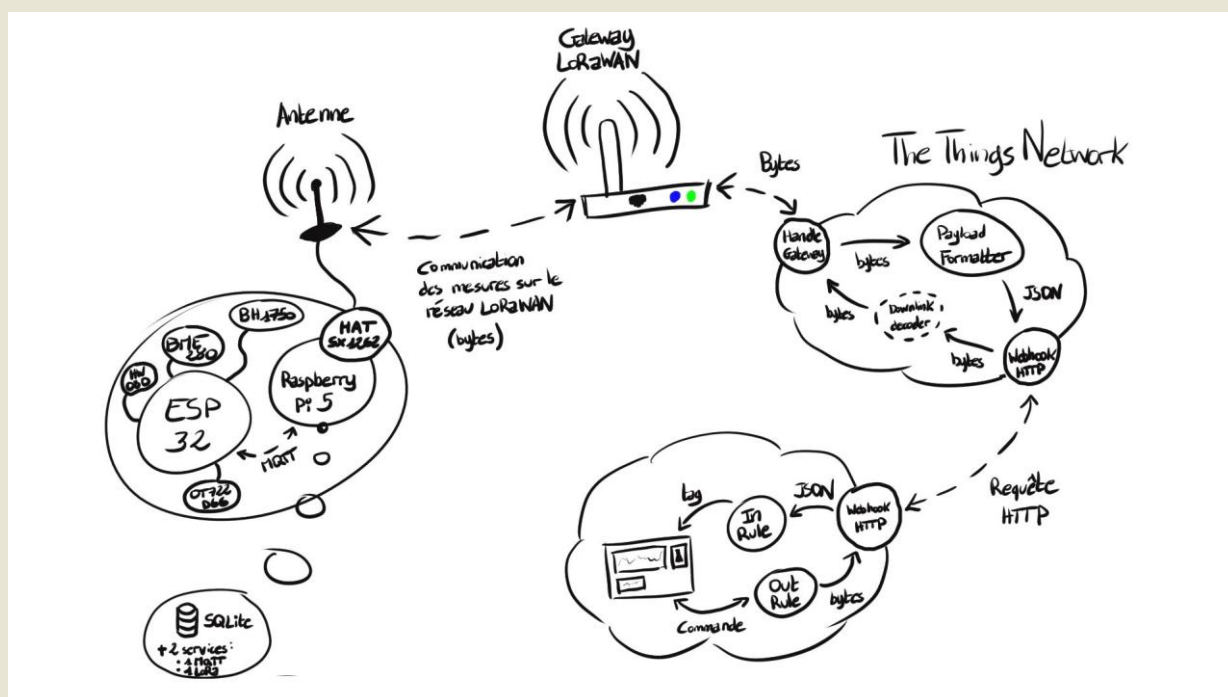 Gateway
LoRaWAN
Antenne
The Things Network
Bytes
Handle
Gateway
bytes
Payload
Formatter
JSON
Downlink
decoder
bytes
bytes
Webhook
HTTP
Communication
des mesures sur le
réseau LoRaWAN
(bytes)
BH1750
BME
280
HW
080
HAT
SX1262
Raspberry
Pi 5
ESP
32
MQTT
Requête
HTTP
tag
In
Rule
JSON
Webhook
HTTP
Out
Rule
bytes
Commande
SQLite
+2 services:
· 1 MQTT
· 1 LoRa